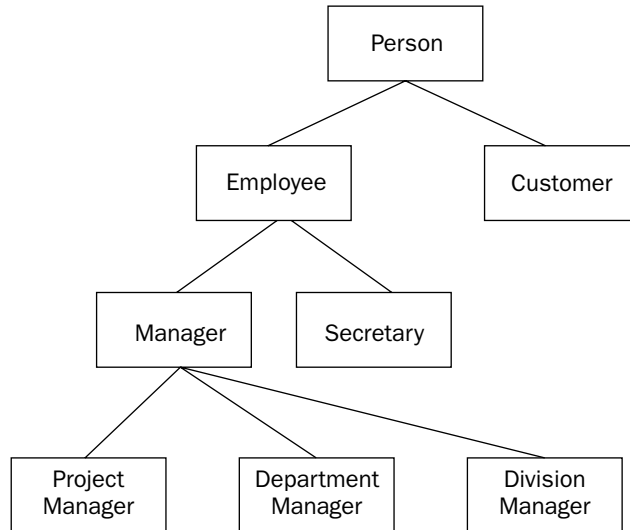 Person
Employee
Customer
Manager
Secretary
Project
Manager
Department
Manager
Division
Manager